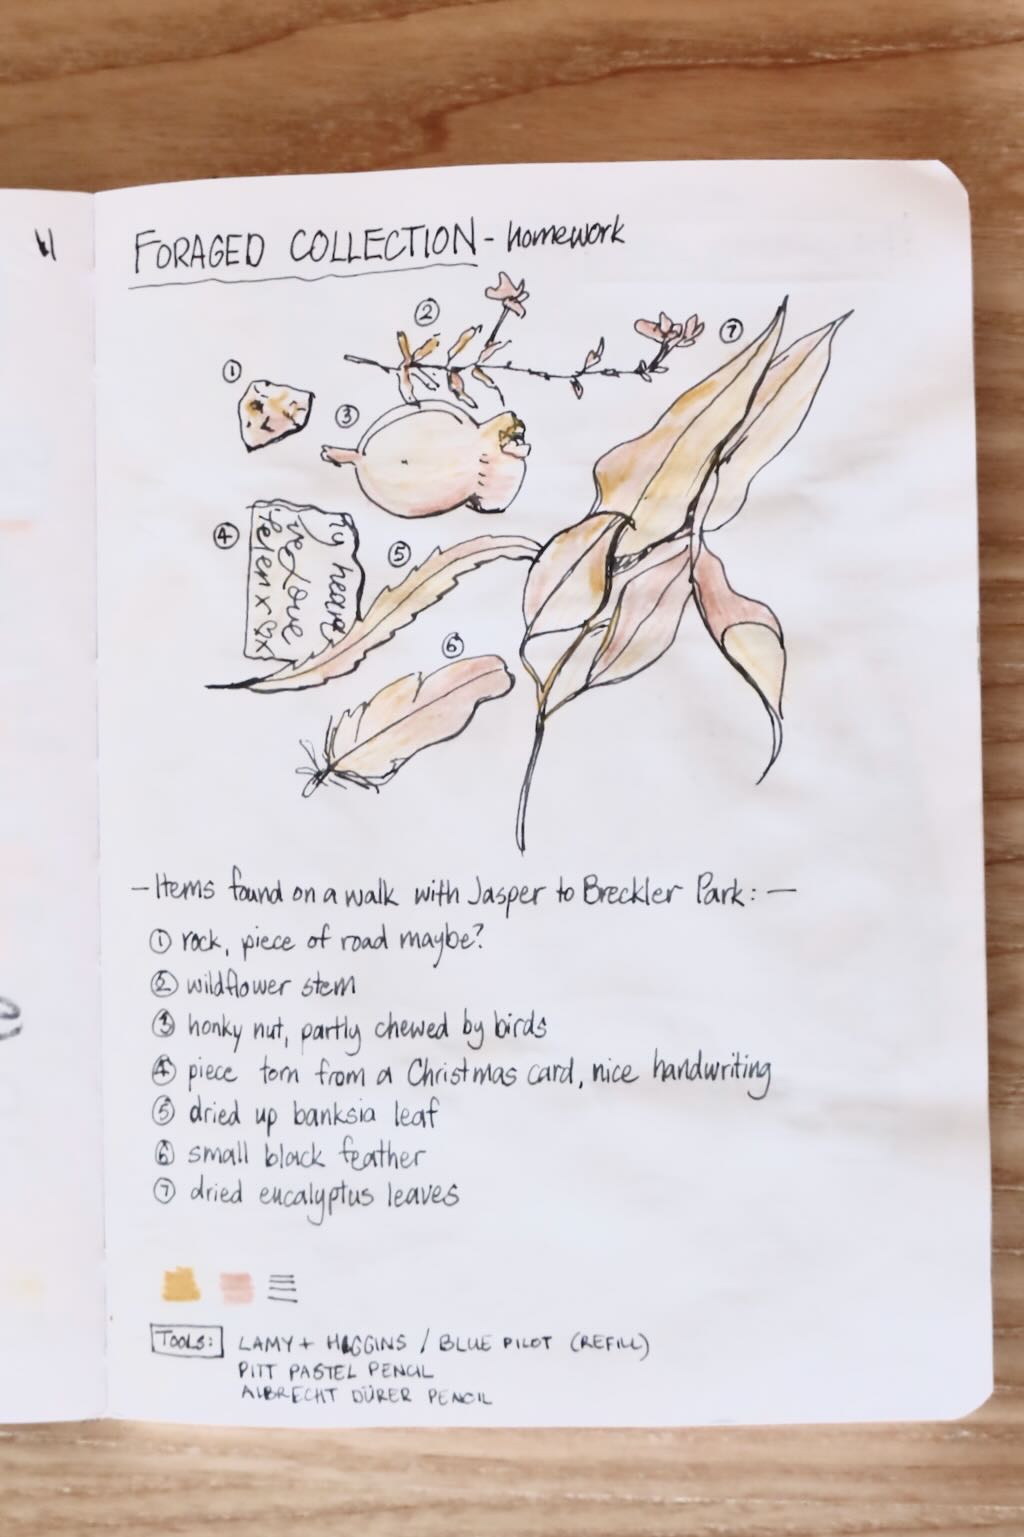 FORAGED COLLECTION - homework
①
②
③
④
⑤
⑥
⑦
my heart
Love
x x
— Items found on a walk with Jasper to Breckler Park: —
① rock, piece of road maybe?
② wildflower stem
③ honky nut, partly chewed by birds
④ piece torn from a Christmas card, nice handwriting
⑤ dried up banksia leaf
⑥ small black feather
⑦ dried eucalyptus leaves
TOOLS: LAMY + HIGGINS / BLUE PILOT (REFILL)
PITT PASTEL PENCIL
ALBRECHT DÜRER PENCIL